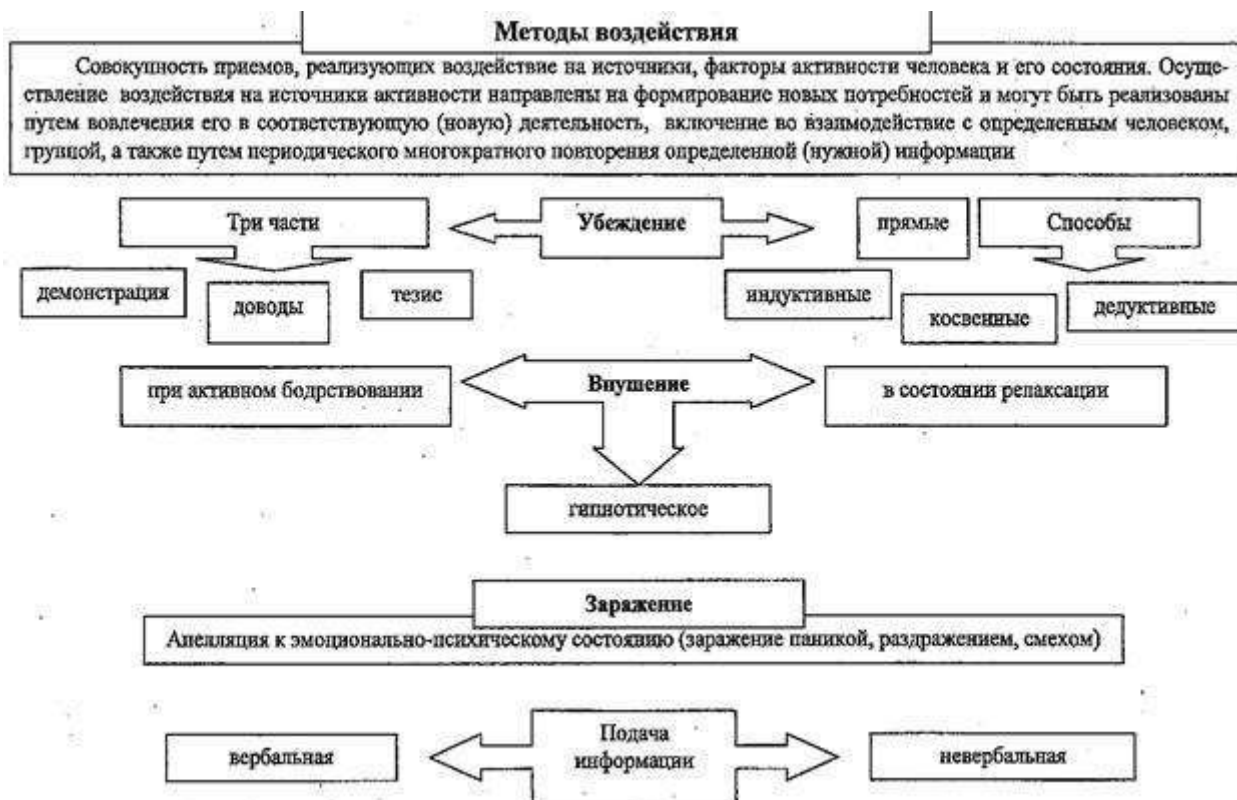 Методы воздействия
Совокупность приемов, реализующих воздействие на источники, факторы активности человека и его состояния. Осуще-
ствление воздействия на источники активности направлены на формирование новых потребностей и могут быть реализованы
путем вовлечения его в соответствующую (новую) деятельность, включение во взаимодействие с определенным человеком,
группой, а также путем периодического многократного повторения определенной (нужной) информации
Три части
Убеждение
прямые
Способы
демонстрация
доводы
тезис
индуктивные
косвенные
дедуктивные
при активном бодрствовании
Внушение
в состоянии релаксации
гипнотическое
Заражение
Апелляция к эмоционально-психическому состоянию (заражение паникой, раздражением, смехом)
вербальная
Подача
информации
невербальная